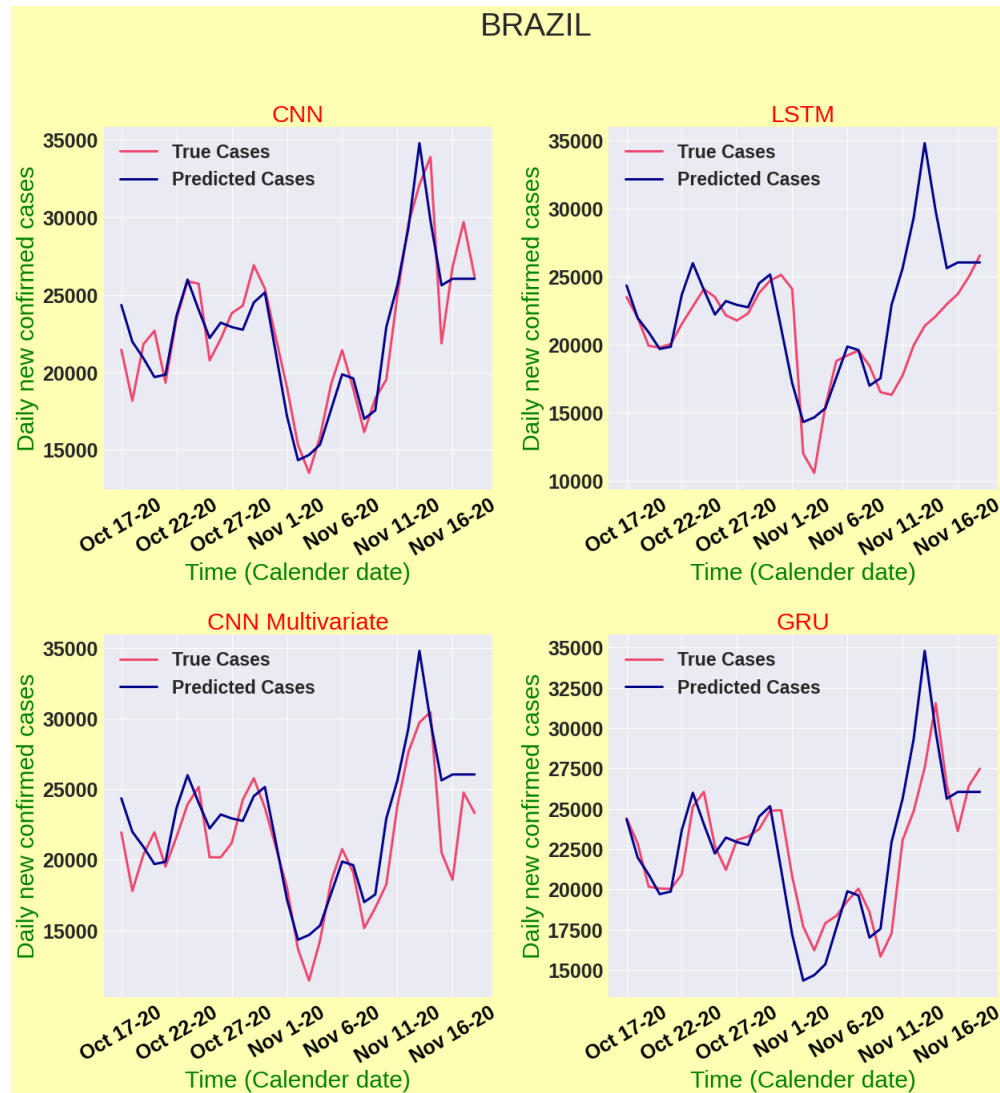 BRAZIL
CNN
Daily new confirmed cases
35000
30000
25000
20000
15000
True Cases
Predicted Cases
Oct 17-20
Oct 22-20
Oct 27-20
Nov 1-20
Nov 6-20
Nov 11-20
Nov 16-20
Time (Calender date)
LSTM
Daily new confirmed cases
35000
30000
25000
20000
15000
10000
True Cases
Predicted Cases
Oct 17-20
Oct 22-20
Oct 27-20
Nov 1-20
Nov 6-20
Nov 11-20
Nov 16-20
Time (Calender date)
CNN Multivariate
Daily new confirmed cases
35000
30000
25000
20000
15000
True Cases
Predicted Cases
Oct 17-20
Oct 22-20
Oct 27-20
Nov 1-20
Nov 6-20
Nov 11-20
Nov 16-20
Time (Calender date)
GRU
Daily new confirmed cases
35000
32500
30000
27500
25000
22500
20000
17500
15000
True Cases
Predicted Cases
Oct 17-20
Oct 22-20
Oct 27-20
Nov 1-20
Nov 6-20
Nov 11-20
Nov 16-20
Time (Calender date)